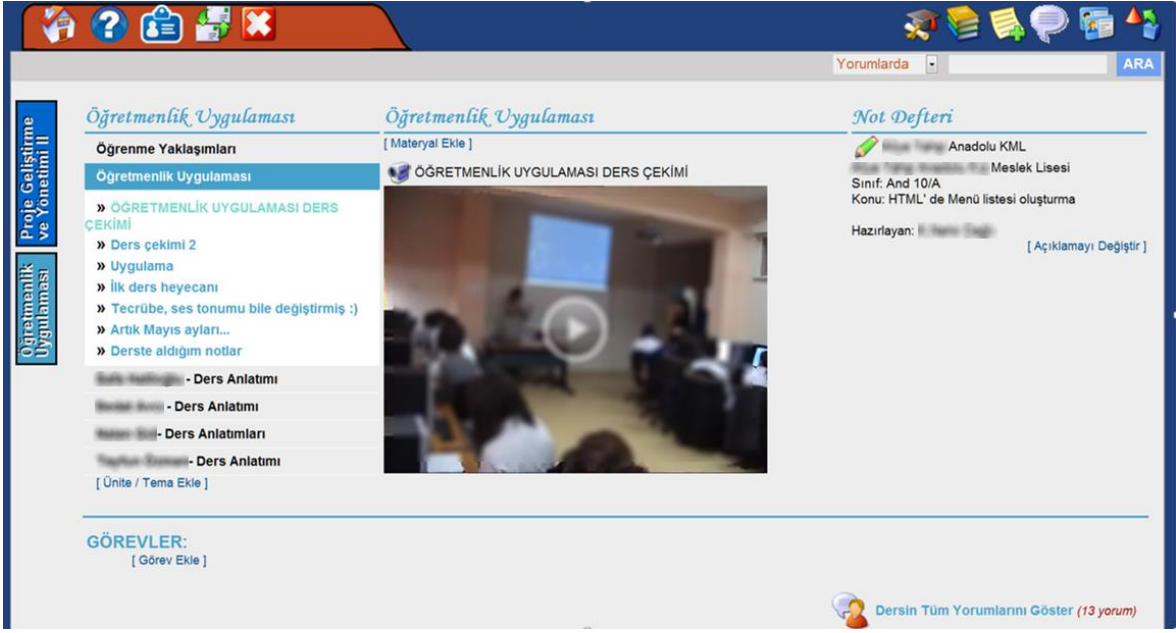 Yorumlarda
ARA
Proje Geliştirme
ve Yönetimi II
Öğretmenlik
Uygulaması
Öğretmenlik Uygulaması
Öğrenme Yaklaşımları
Öğretmenlik Uygulaması
» ÖĞRETMENLİK UYGULAMASI DERS
ÇEKİMİ
» Ders çekimi 2
» Uygulama
» İlk ders heyecanı
» Tecrübe, ses tonumu bile değiştirmiş :)
» Artık Mayıs ayları...
» Derste aldığım notlar
- Ders Anlatımı
- Ders Anlatımı
- Ders Anlatımları
- Ders Anlatımı
[ Ünite / Tema Ekle ]
Öğretmenlik Uygulaması
[ Materyal Ekle ]
ÖĞRETMENLİK UYGULAMASI DERS ÇEKİMİ
Not Defteri
Anadolu KML
Meslek Lisesi
Sınıf: And 10/A
Konu: HTML' de Menü listesi oluşturma
Hazırlayan:
[ Açıklamayı Değiştir ]
GÖREVLER:
[ Görev Ekle ]
Dersin Tüm Yorumlarını Göster (13 yorum)